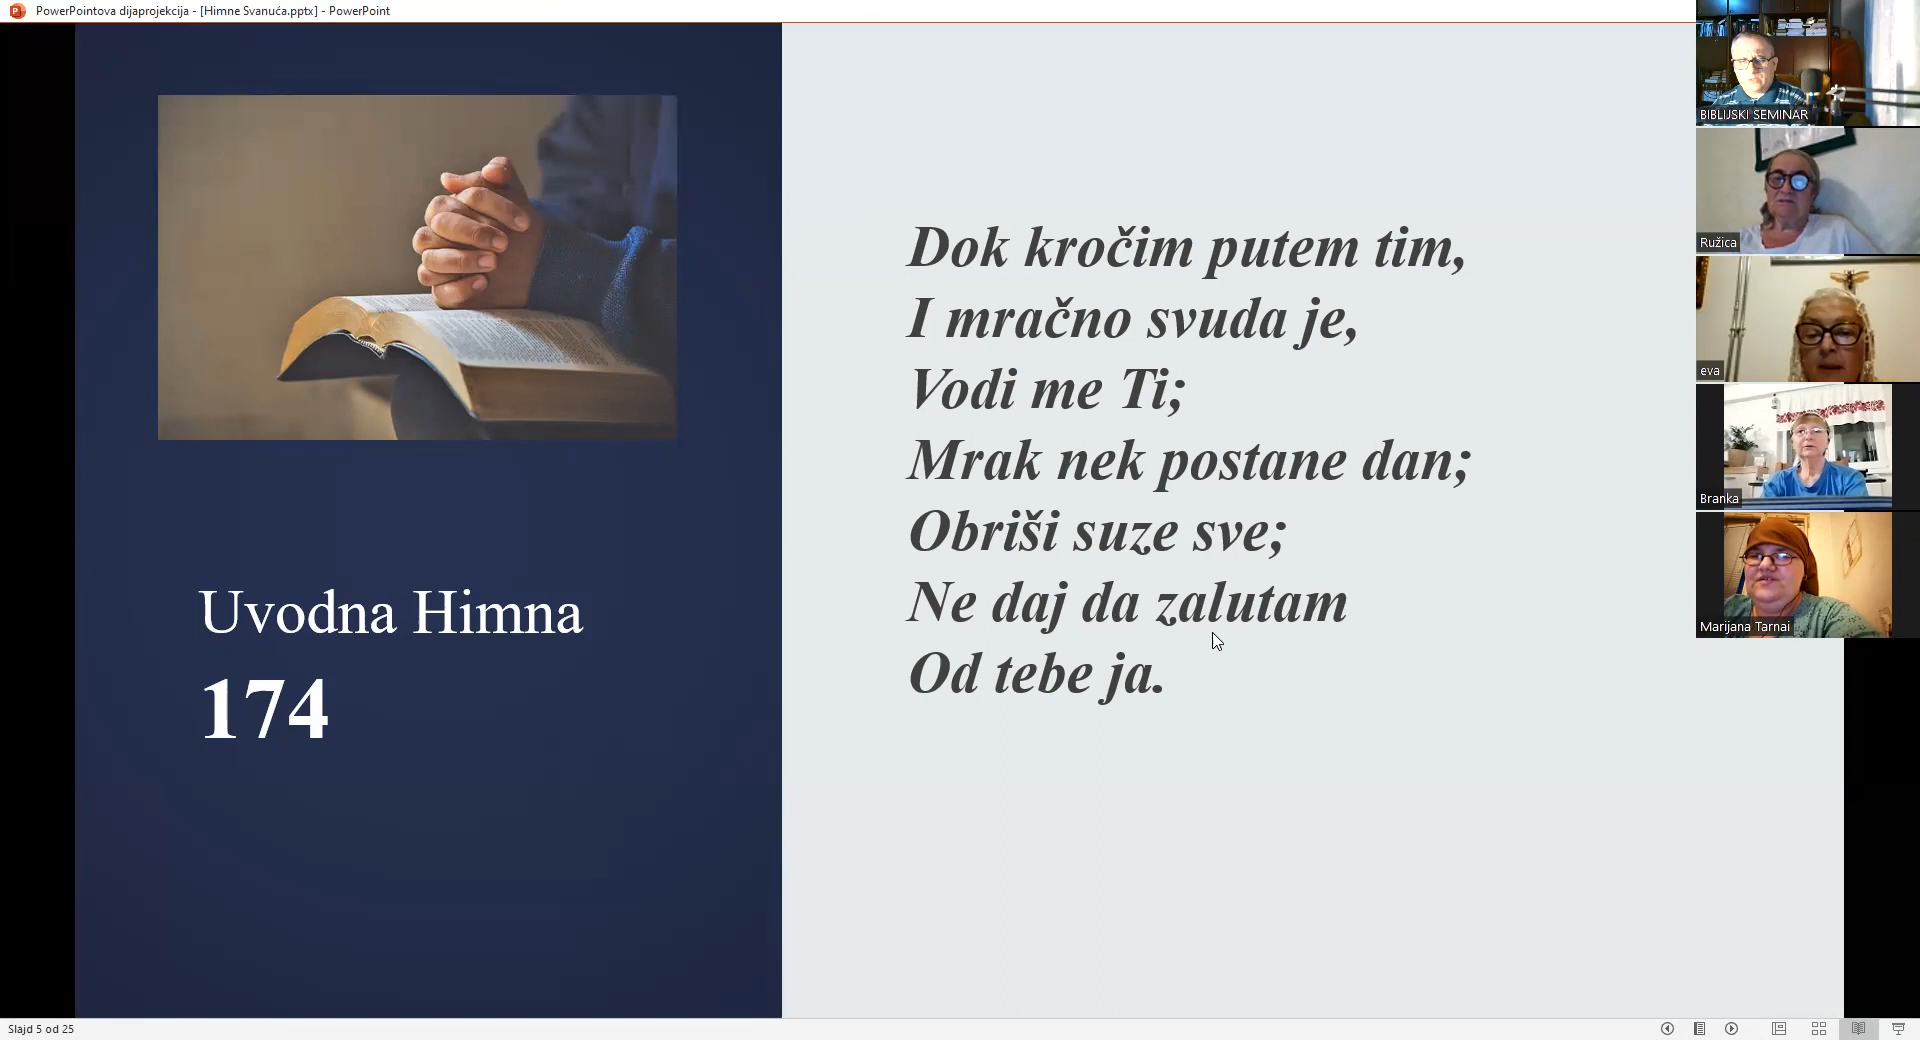 PowerPointova dijaprojekcija - [Himne Svanuća.pptx] - PowerPoint
Uvodna Himna
174
Dok kročim putem tim,
I mračno svuda je,
Vodi me Ti;
Mrak nek postane dan;
Obriši suze sve;
Ne daj da zalutam
Od tebe ja.
BIBLIJSKI SEMINAR
Ružica
eva
Branka
Marijana Tarnai
Slajd 5 od 25